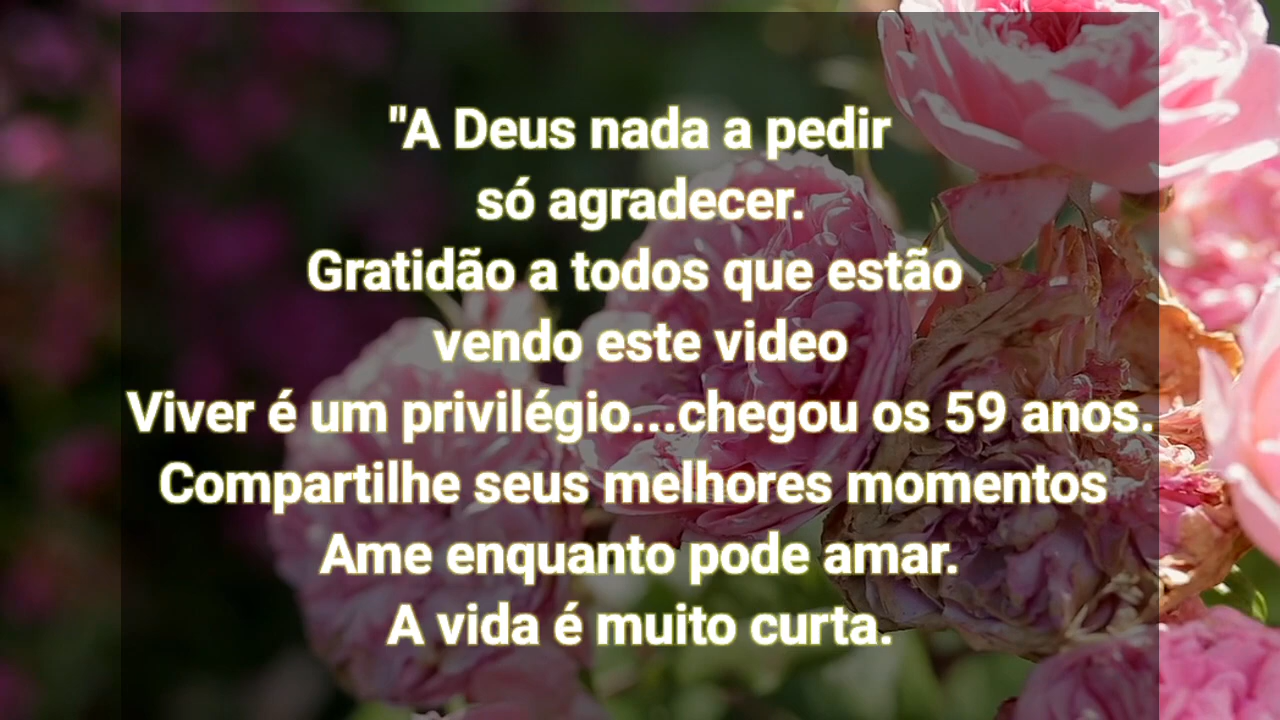 "A Deus nada a pedir
só agradecer.
Gratidão a todos que estão
vendo este video
Viver é um privilégio...chegou os 59 anos.
Compartilhe seus melhores momentos
Ame enquanto pode amar.
A vida é muito curta.